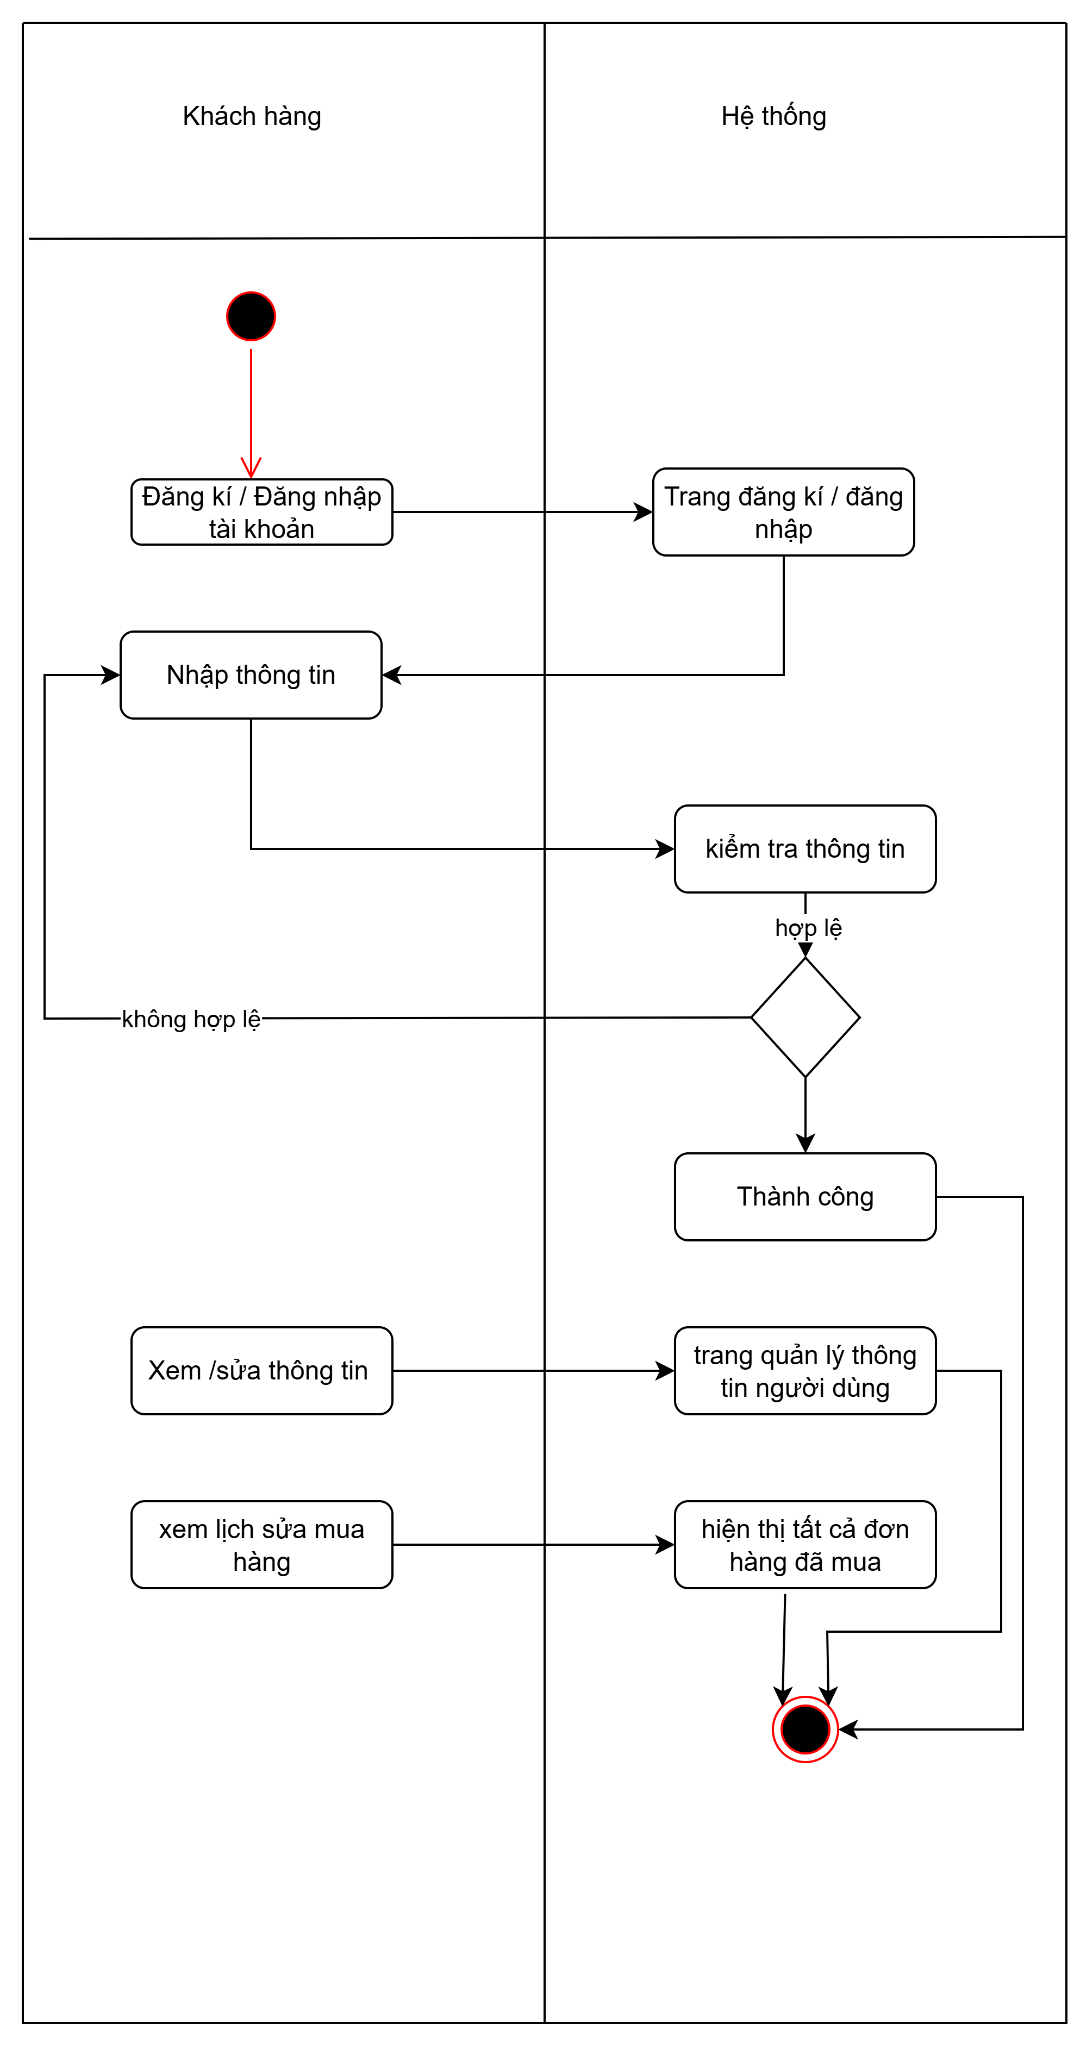 Khách hàng
Hệ thống
Đăng kí / Đăng nhập
tài khoản
Trang đăng kí / đăng
nhập
Nhập thông tin
kiểm tra thông tin
hợp lệ
không hợp lệ
Thành công
Xem /sửa thông tin
trang quản lý thông
tin người dùng
xem lịch sửa mua
hàng
hiện thị tất cả đơn
hàng đã mua